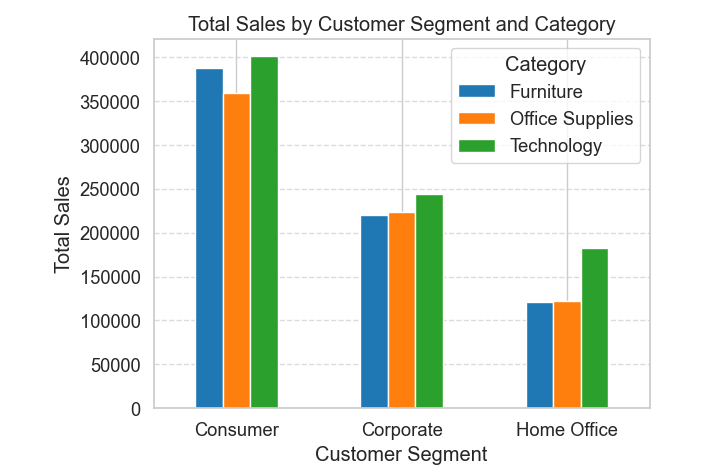 Total Sales by Customer Segment and Category
Category
Furniture
Office Supplies
Technology
Total Sales
400000
350000
300000
250000
200000
150000
100000
50000
0
Consumer
Corporate
Home Office
Customer Segment